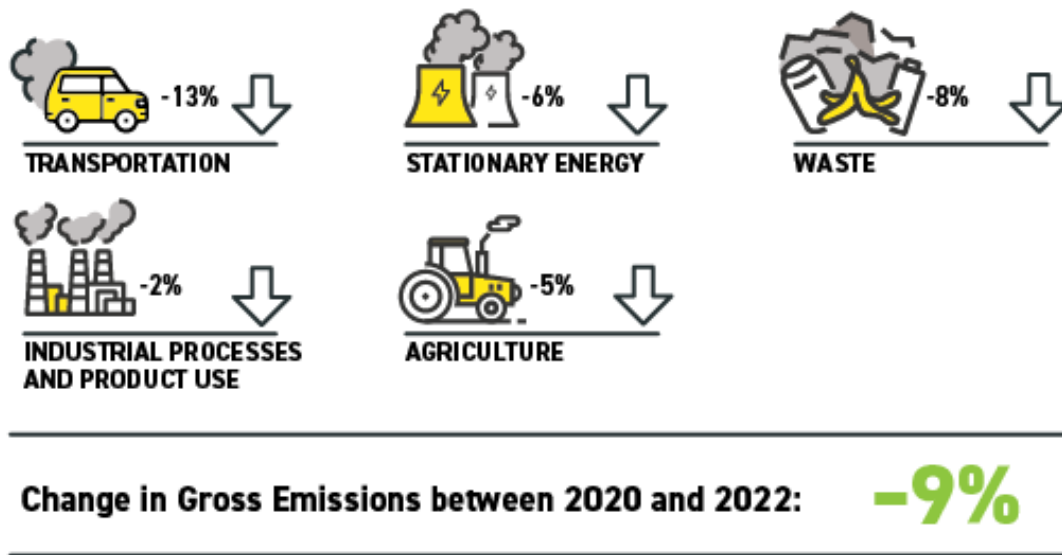 -13%
TRANSPORTATION
-6%
STATIONARY ENERGY
-8%
WASTE
-2%
INDUSTRIAL PROCESSES
AND PRODUCT USE
-5%
AGRICULTURE
Change in Gross Emissions between 2020 and 2022: -9%